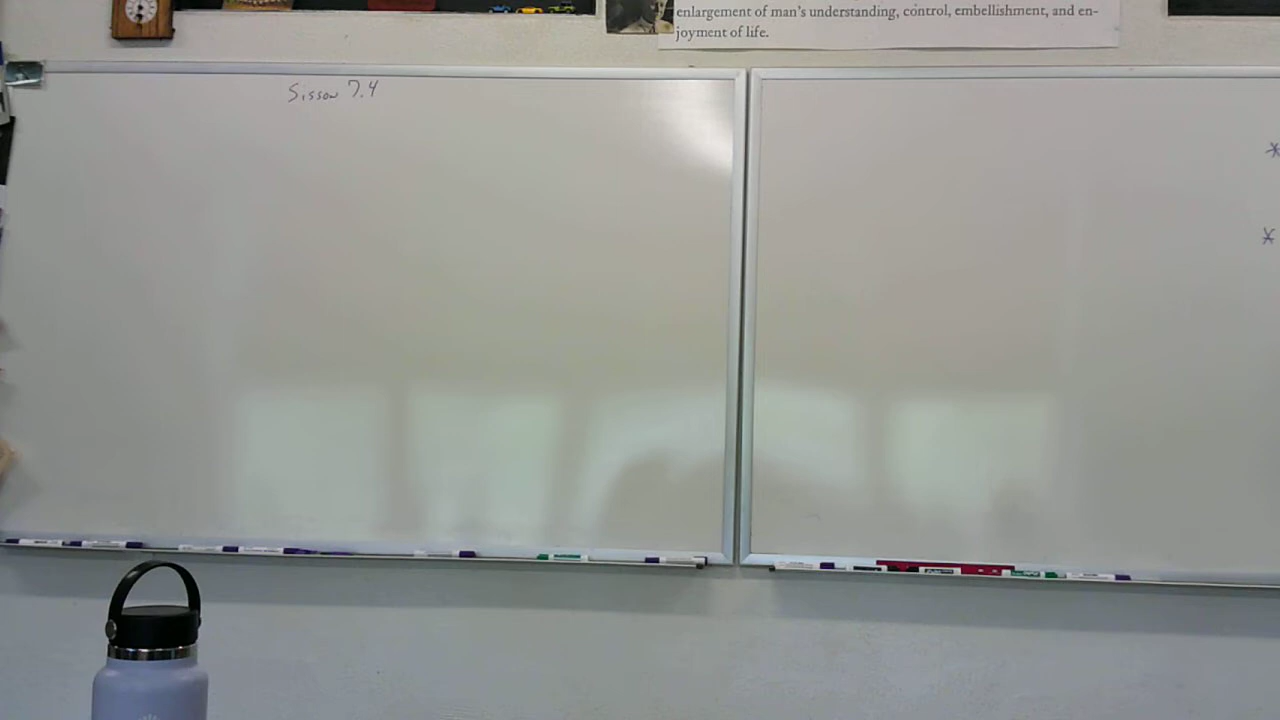 enlargement of man's understanding, control, embellishment, and en-
joyment of life.
Sisson 7.4
*
*